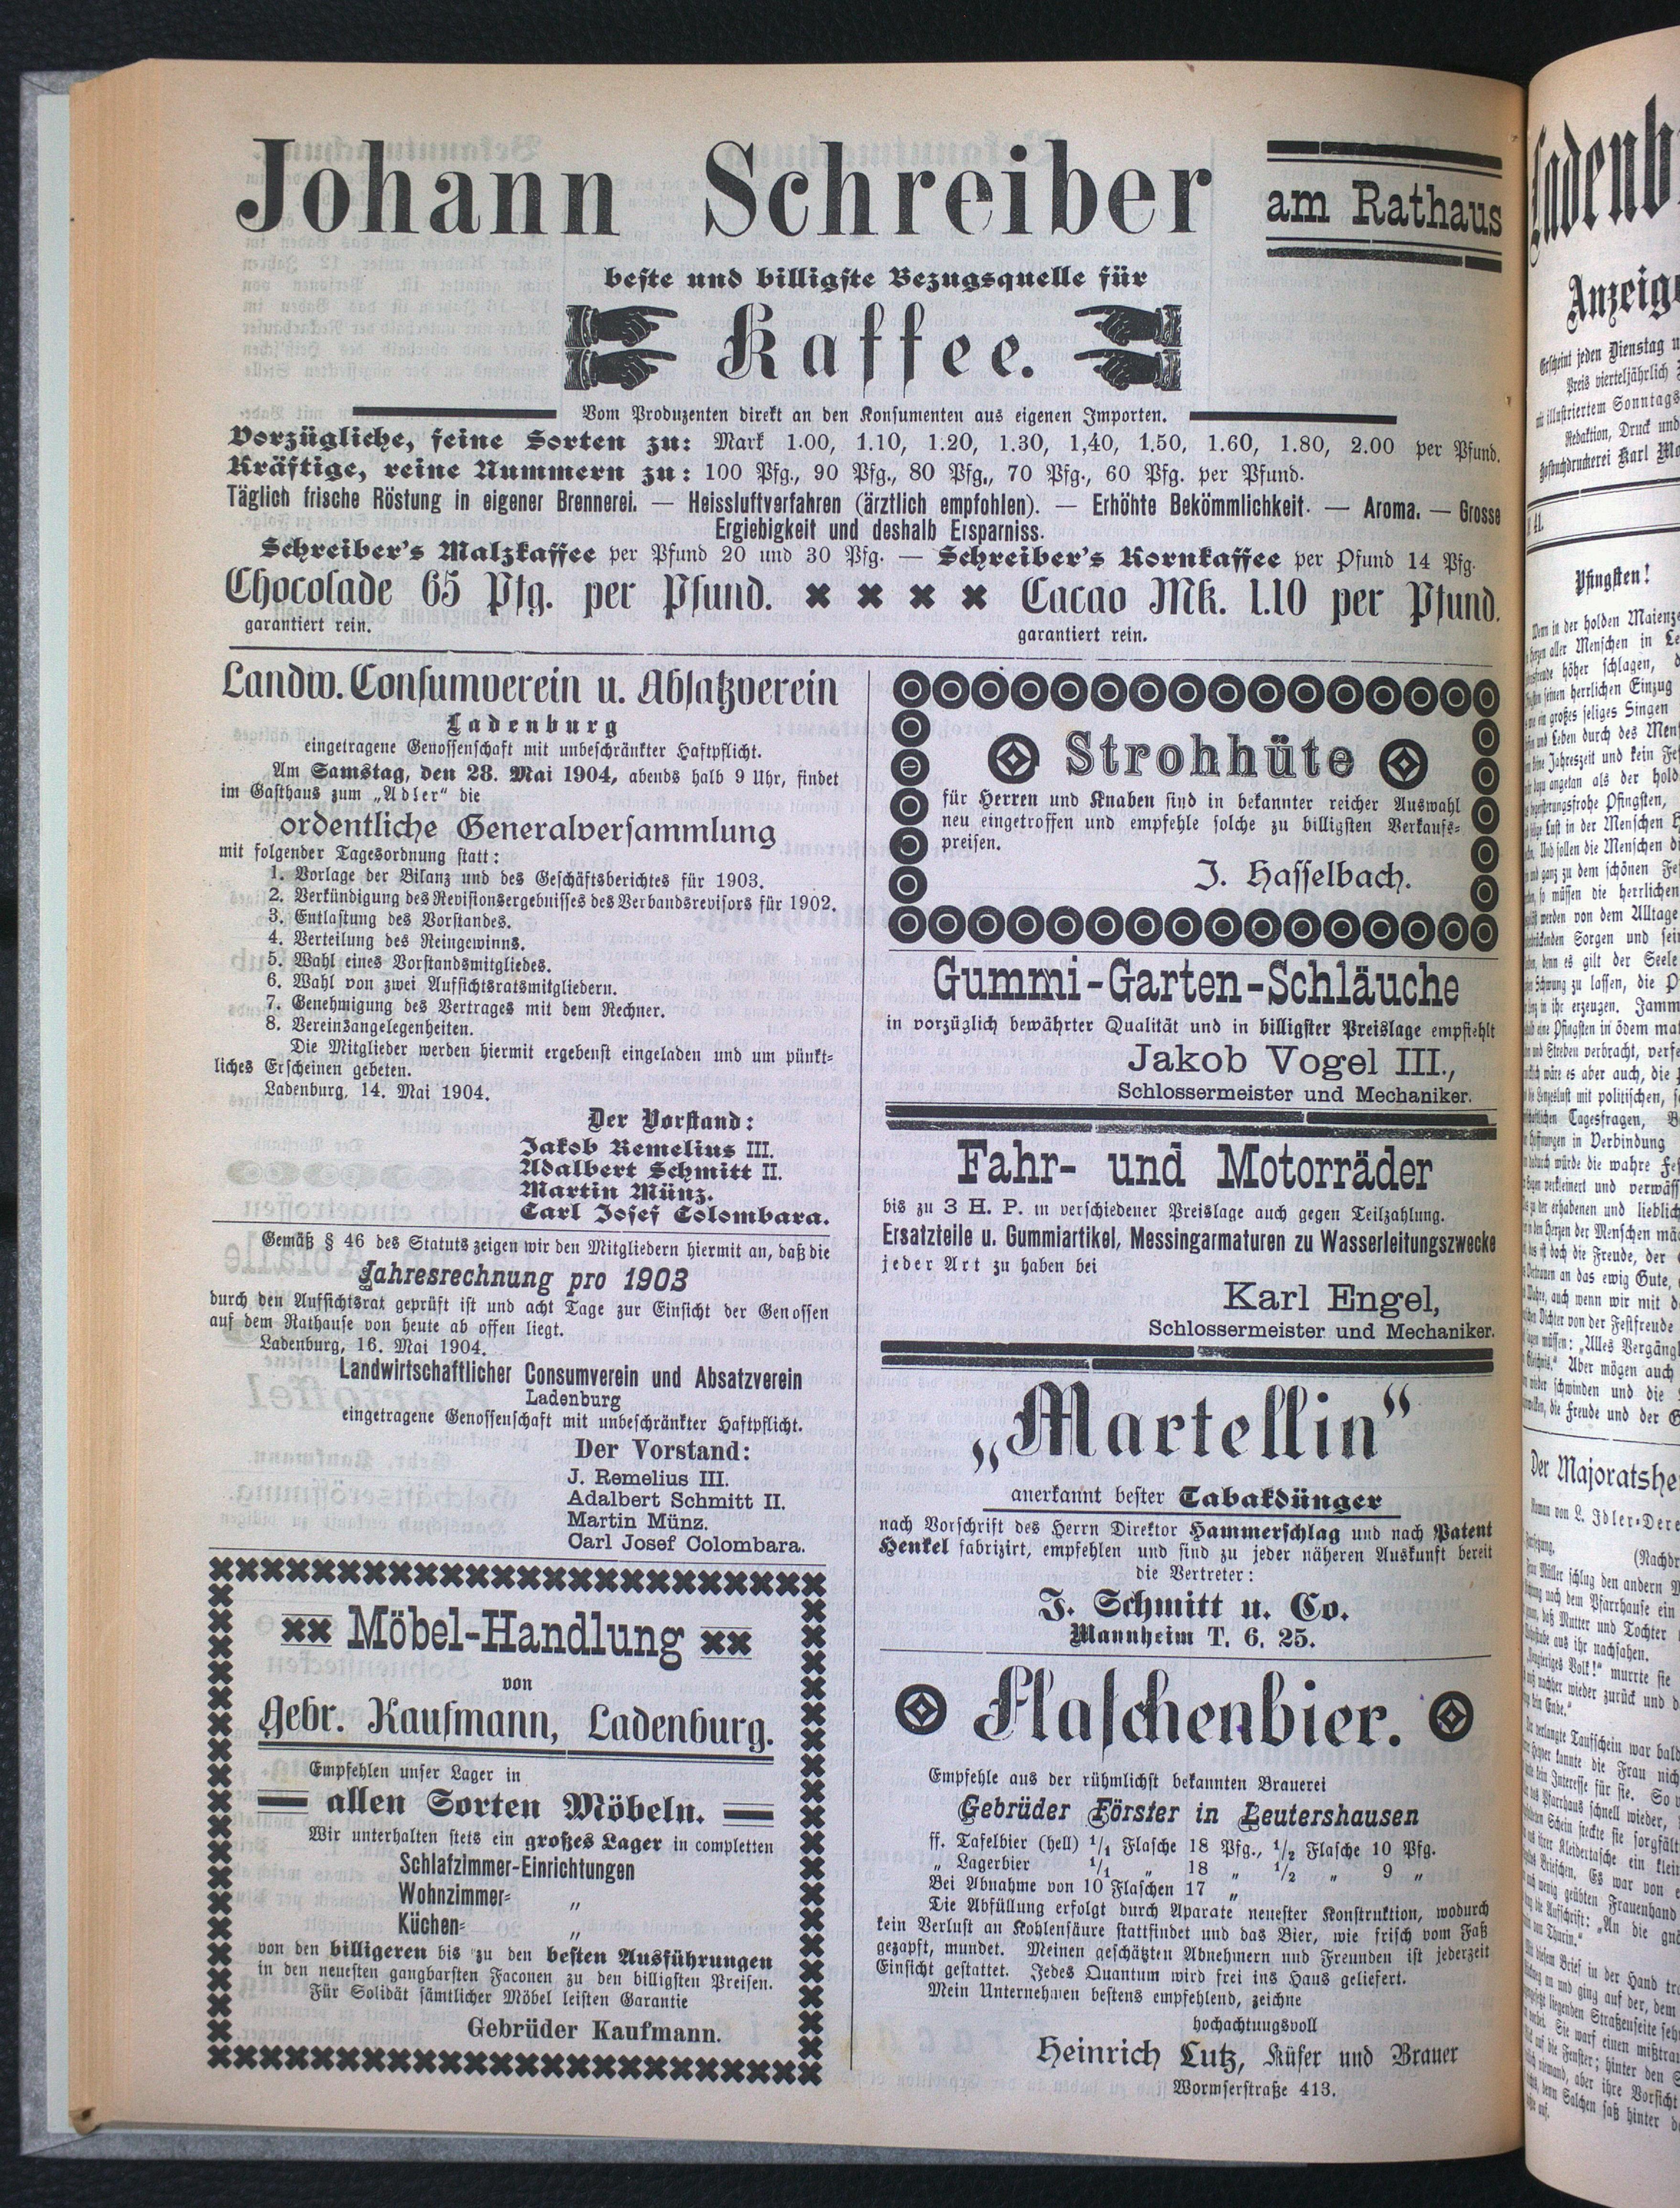 Johann Schreiber
am Rathaus
beste und billigste Bezugsquelle für
Kaffee.
Vom Produzenten direkt an den Konsumenten aus eigenen Importen.
Vorzügliche, feine Sorten zu: Mark 1.00, 1.10, 1.20, 1.30, 1,40, 1.50, 1.60, 1.80, 2.00 per Pfund.
Kräftige, reine Nummern zu: 100 Pfg., 90 Pfg., 80 Pfg., 70 Pfg., 60 Pfg. per Pfund.
Täglich frische Röstung in eigener Brennerei. — Heissluftverfahren (ärztlich empfohlen). — Erhöhte Bekömmlichkeit. — Aroma. — Grosse
Ergiebigkeit und deshalb Ersparniss.
Schreiber's Malzkaffee per Pfund 20 und 30 Pfg. — Schreiber's Kornkaffee per Pfund 14 Pfg.
Chocolade 65 Pfg. per Pfund. Cacao Mk. 1.10 per Pfund.
garantiert rein. garantiert rein.
Landw. Consumverein u. Absatzverein
Ladenburg
eingetragene Genossenschaft mit unbeschränkter Haftpflicht.
Am Samstag, den 28. Mai 1904, abends halb 9 Uhr, findet
im Gasthaus zum „Adler“ die
ordentliche Generalversammlung
mit folgender Tagesordnung statt:
1. Vorlage der Bilanz und des Geschäftsberichtes für 1903.
2. Verkündigung des Revisionsergebnisses des Verbandsrevisors für 1902.
3. Entlastung des Vorstandes.
4. Verteilung des Reingewinns.
5. Wahl eines Vorstandsmitgliedes.
6. Wahl von zwei Aufsichtsratsmitgliedern.
7. Genehmigung des Vertrages mit dem Rechner.
8. Vereinsangelegenheiten.
Die Mitglieder werden hiermit ergebenst eingeladen und um pünkt-
liches Erscheinen gebeten.
Ladenburg, 14. Mai 1904.
Der Vorstand:
Jakob Remelius III.
Adalbert Schmitt II.
Martin Münz.
Carl Josef Colombara.
Gemäß § 46 des Statuts zeigen wir den Mitgliedern hiermit an, daß die
Jahresrechnung pro 1903
durch den Aufsichtsrat geprüft ist und acht Tage zur Einsicht der Genossen
auf dem Rathause von heute ab offen liegt.
Ladenburg, 16. Mai 1904.
Landwirtschaftlicher Consumverein und Absatzverein
Ladenburg
eingetragene Genossenschaft mit unbeschränkter Haftpflicht.
Der Vorstand:
J. Remelius III.
Adalbert Schmitt II.
Martin Münz.
Carl Josef Colombara.
Möbel-Handlung
von
Gebr. Kaufmann, Ladenburg.
Empfehlen unser Lager in
allen Sorten Möbeln.
Wir unterhalten stets ein großes Lager in completten
Schlafzimmer-Einrichtungen
Wohnzimmer- „
Küchen- „
von den billigeren bis zu den besten Ausführungen
in den neuesten gangbarsten Faconen zu den billigsten Preisen.
Für Solidät sämtlicher Möbel leisten Garantie
Gebrüder Kaufmann.
Strohhüte
für Herren und Knaben sind in bekannter reicher Auswahl
neu eingetroffen und empfehle solche zu billigsten Verkaufs-
preisen.
J. Hasselbach.
Gummi-Garten-Schläuche
in vorzüglich bewährter Qualität und in billigster Preislage empfiehlt
Jakob Vogel III.,
Schlossermeister und Mechaniker.
Fahr- und Motorräder
bis zu 3 H. P. in verschiedener Preislage auch gegen Teilzahlung.
Ersatzteile u. Gummiartikel, Messingarmaturen zu Wasserleitungszwecke
jeder Art zu haben bei
Karl Engel,
Schlossermeister und Mechaniker.
„Martellin“
anerkannt bester Tabakdünger
nach Vorschrift des Herrn Direktor Hammerschlag und nach Patent
Henkel fabrizirt, empfehlen und sind zu jeder näheren Auskunft bereit
die Vertreter:
J. Schmitt u. Co.
Mannheim T. 6. 25.
Flaschenbier.
Empfehle aus der rühmlichst bekannten Brauerei
Gebrüder Förster in Leutershausen
ff. Tafelbier (hell) 1/1 Flasche 18 Pfg., 1/2 Flasche 10 Pfg.
„ Lagerbier 1/1 „ 18 „ 1/2 „ 9 „
Bei Abnahme von 10 Flaschen 17 „
Die Abfüllung erfolgt durch Aparate neuester Konstruktion, wodurch
kein Verlust an Kohlensäure stattfindet und das Bier, wie frisch vom Faß
gezapft, mundet. Meinen geschätzten Abnehmern und Freunden ist jederzeit
Einsicht gestattet. Jedes Quantum wird frei ins Haus geliefert.
Mein Unternehmen bestens empfehlend, zeichne
hochachtungsvoll
Heinrich Lutz, Küfer und Brauer
Wormserstraße 413.
Anzeig
Erscheint jeden Dienstag
Preis vierteljährlich
mit illustriertem Sonntags
Redaktion, Druck und
Hofbuchdruckerei Karl
Pfingsten!
Der Majoratshe
Roman von L. Idler-Dere